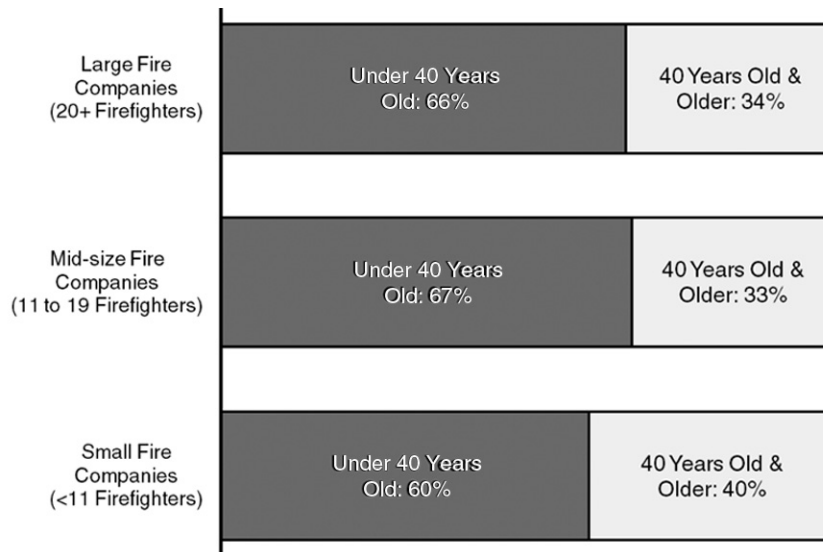 Large Fire
Companies
(20+ Firefighters)
Under 40 Years
Old: 66%
40 Years Old &
Older: 34%
Mid-size Fire
Companies
(11 to 19 Firefighters)
Under 40 Years
Old: 67%
40 Years Old &
Older: 33%
Small Fire
Companies
(<11 Firefighters)
Under 40 Years
Old: 60%
40 Years Old &
Older: 40%